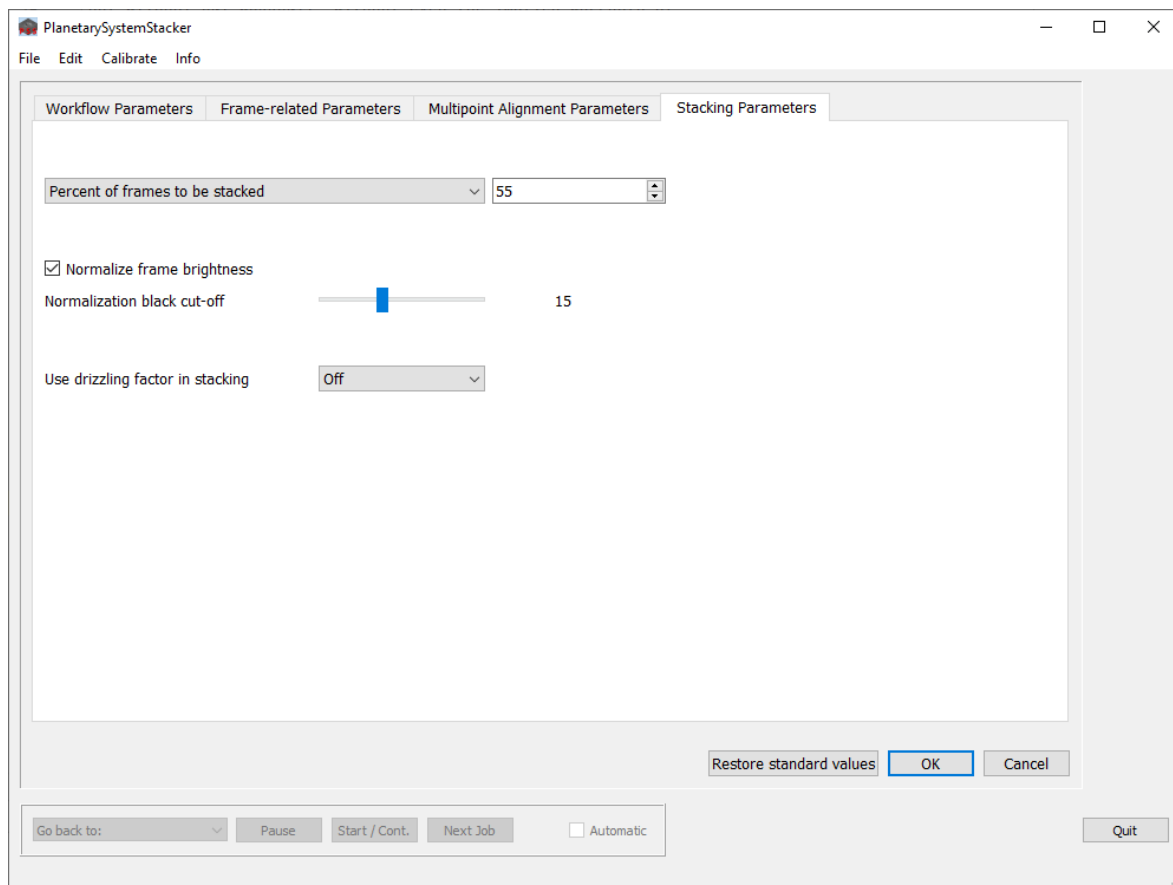 PlanetarySystemStacker
File Edit Calibrate Info
Workflow Parameters Frame-related Parameters Multipoint Alignment Parameters Stacking Parameters
Percent of frames to be stacked 55
Normalize frame brightness
Normalization black cut-off 15
Use drizzling factor in stacking Off
Restore standard values OK Cancel
Go back to: Pause Start / Cont. Next Job Automatic Quit